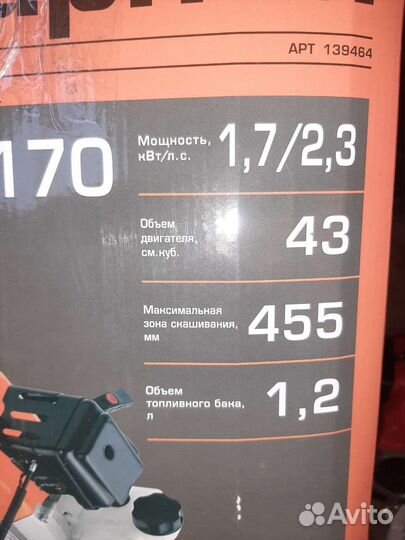 АРТ 139464
170
Мощность, кВт/л.с. 1,7/2,3
Объем двигателя, см.куб. 43
Максимальная зона скашивания, мм 455
Объем топливного бака, л 1,2
Avito